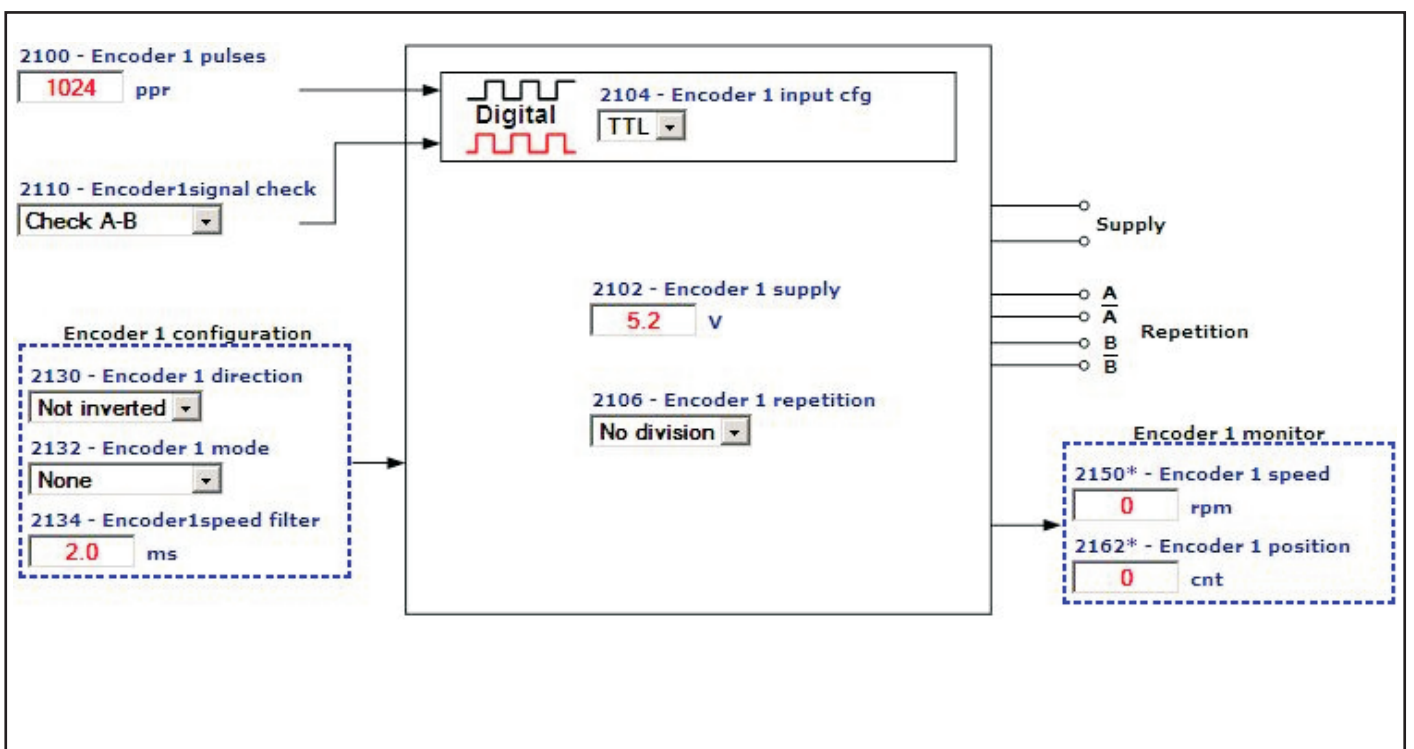 2100 - Encoder 1 pulses
1024 ppr
Digital
2104 - Encoder 1 input cfg
TTL
2110 - Encoder1signal check
Check A-B
Supply
2102 - Encoder 1 supply
5.2 V
A
A̅
B
B̅
Repetition
Encoder 1 configuration
2130 - Encoder 1 direction
Not inverted
2132 - Encoder 1 mode
None
2134 - Encoder1speed filter
2.0 ms
2106 - Encoder 1 repetition
No division
Encoder 1 monitor
2150* - Encoder 1 speed
0 rpm
2162* - Encoder 1 position
0 cnt